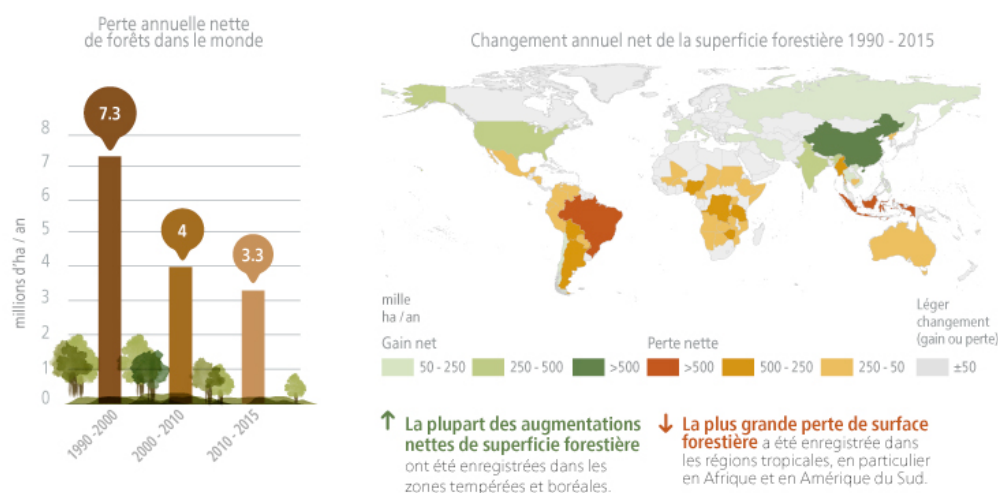 Perte annuelle nette
de forêts dans le monde
millions d'ha / an
8
7
6
5
4
3
2
1
0
7.3
4
3.3
1990 -2000
2000 - 2010
2010 - 2015
Changement annuel net de la superficie forestière 1990 - 2015
mille
ha / an
Gain net
50 - 250
250 - 500
>500
Perte nette
>500
500 - 250
250 - 50
Léger
changement
(gain ou perte)
±50
↑ La plupart des augmentations
nettes de superficie forestière
ont été enregistrées dans les
zones tempérées et boréales.
↓ La plus grande perte de surface
forestière a été enregistrée dans
les régions tropicales, en particulier
en Afrique et en Amérique du Sud.